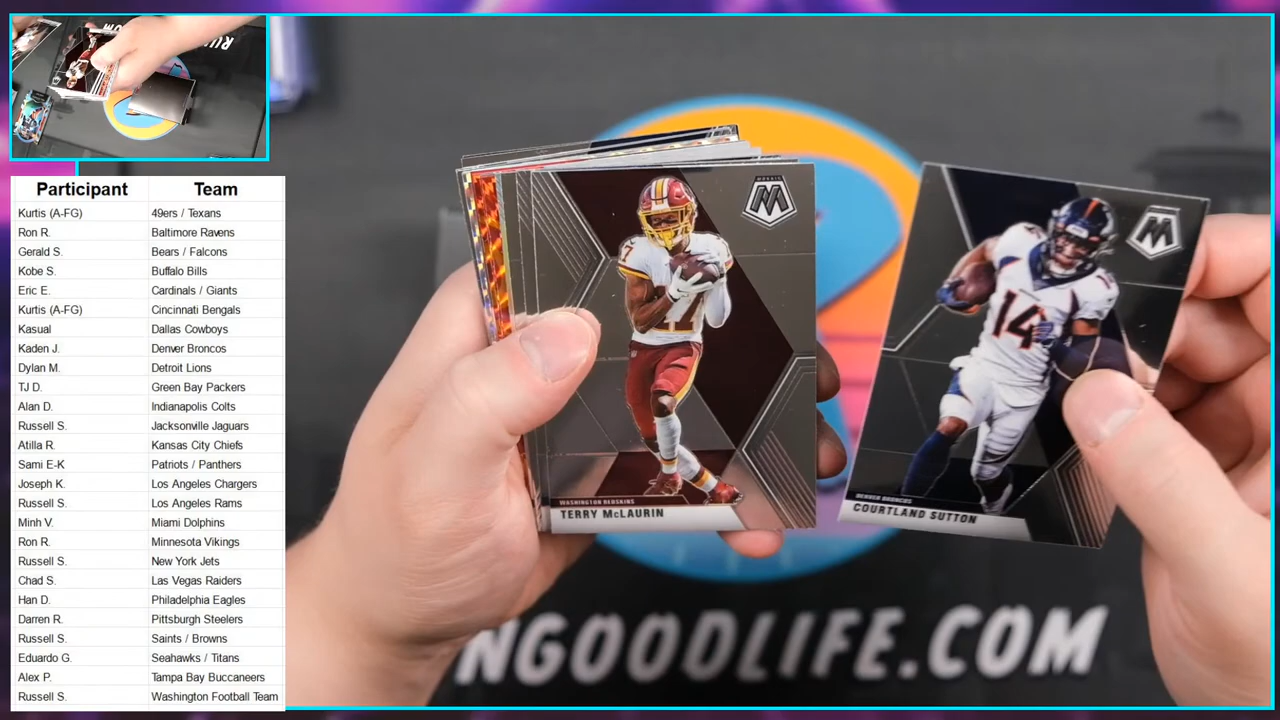 Participant Team
Kurtis (A-FG) 49ers / Texans
Ron R. Baltimore Ravens
Gerald S. Bears / Falcons
Kobe S. Buffalo Bills
Eric E. Cardinals / Giants
Kurtis (A-FG) Cincinnati Bengals
Kasual Dallas Cowboys
Kaden J. Denver Broncos
Dylan M. Detroit Lions
TJ D. Green Bay Packers
Alan D. Indianapolis Colts
Russell S. Jacksonville Jaguars
Atilla R. Kansas City Chiefs
Sami E-K Patriots / Panthers
Joseph K. Los Angeles Chargers
Russell S. Los Angeles Rams
Minh V. Miami Dolphins
Ron R. Minnesota Vikings
Russell S. New York Jets
Chad S. Las Vegas Raiders
Han D. Philadelphia Eagles
Darren R. Pittsburgh Steelers
Russell S. Saints / Browns
Eduardo G. Seahawks / Titans
Alex P. Tampa Bay Buccaneers
Russell S. Washington Football Team
MOSAIC
M
17
WASHINGTON REDSKINS
TERRY McLAURIN
M
14
DENVER BRONCOS
COURTLAND SUTTON
NGOODLIFE.COM